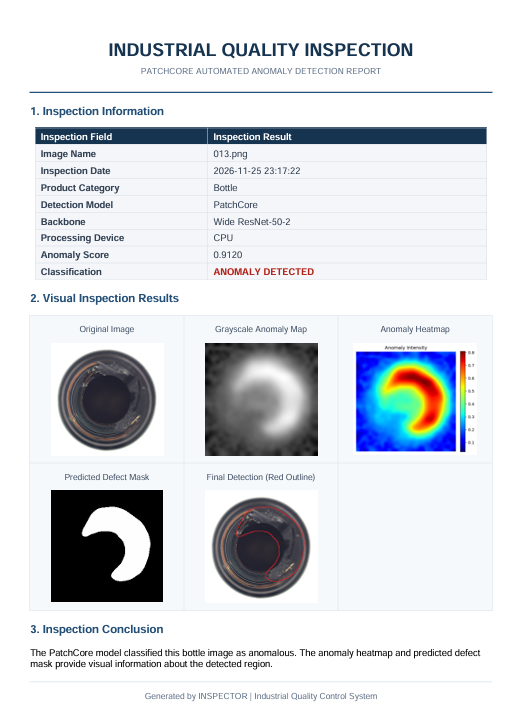 INDUSTRIAL QUALITY INSPECTION
PATCHCORE AUTOMATED ANOMALY DETECTION REPORT
1. Inspection Information
Inspection Field Inspection Result
Image Name 013.png
Inspection Date 2026-11-25 23:17:22
Product Category Bottle
Detection Model PatchCore
Backbone Wide ResNet-50-2
Processing Device CPU
Anomaly Score 0.9120
Classification ANOMALY DETECTED
2. Visual Inspection Results
Original Image Grayscale Anomaly Map Anomaly Heatmap
Anomaly Intensity
0.8
0.7
0.6
0.5
0.4
0.3
0.2
0.1
Predicted Defect Mask Final Detection (Red Outline)
3. Inspection Conclusion
The PatchCore model classified this bottle image as anomalous. The anomaly heatmap and predicted defect
mask provide visual information about the detected region.
Generated by INSPECTOR | Industrial Quality Control System